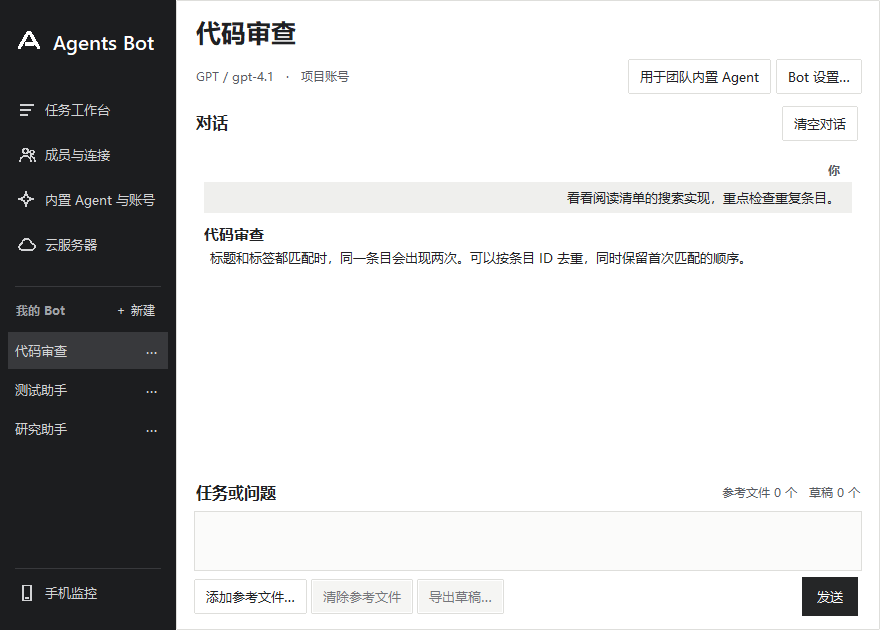 Agents Bot
任务工作台
成员与连接
内置 Agent 与账号
云服务器
我的 Bot
+ 新建
代码审查 ...
测试助手 ...
研究助手 ...
手机监控
代码审查
GPT / gpt-4.1 · 项目账号
用于团队内置 Agent
Bot 设置...
对话
清空对话
你
看看阅读清单的搜索实现，重点检查重复条目。
代码审查
标题和标签都匹配时，同一条目会出现两次。可以按条目 ID 去重，同时保留首次匹配的顺序。
任务或问题
参考文件 0 个 草稿 0 个
添加参考文件...
清除参考文件
导出草稿...
发送